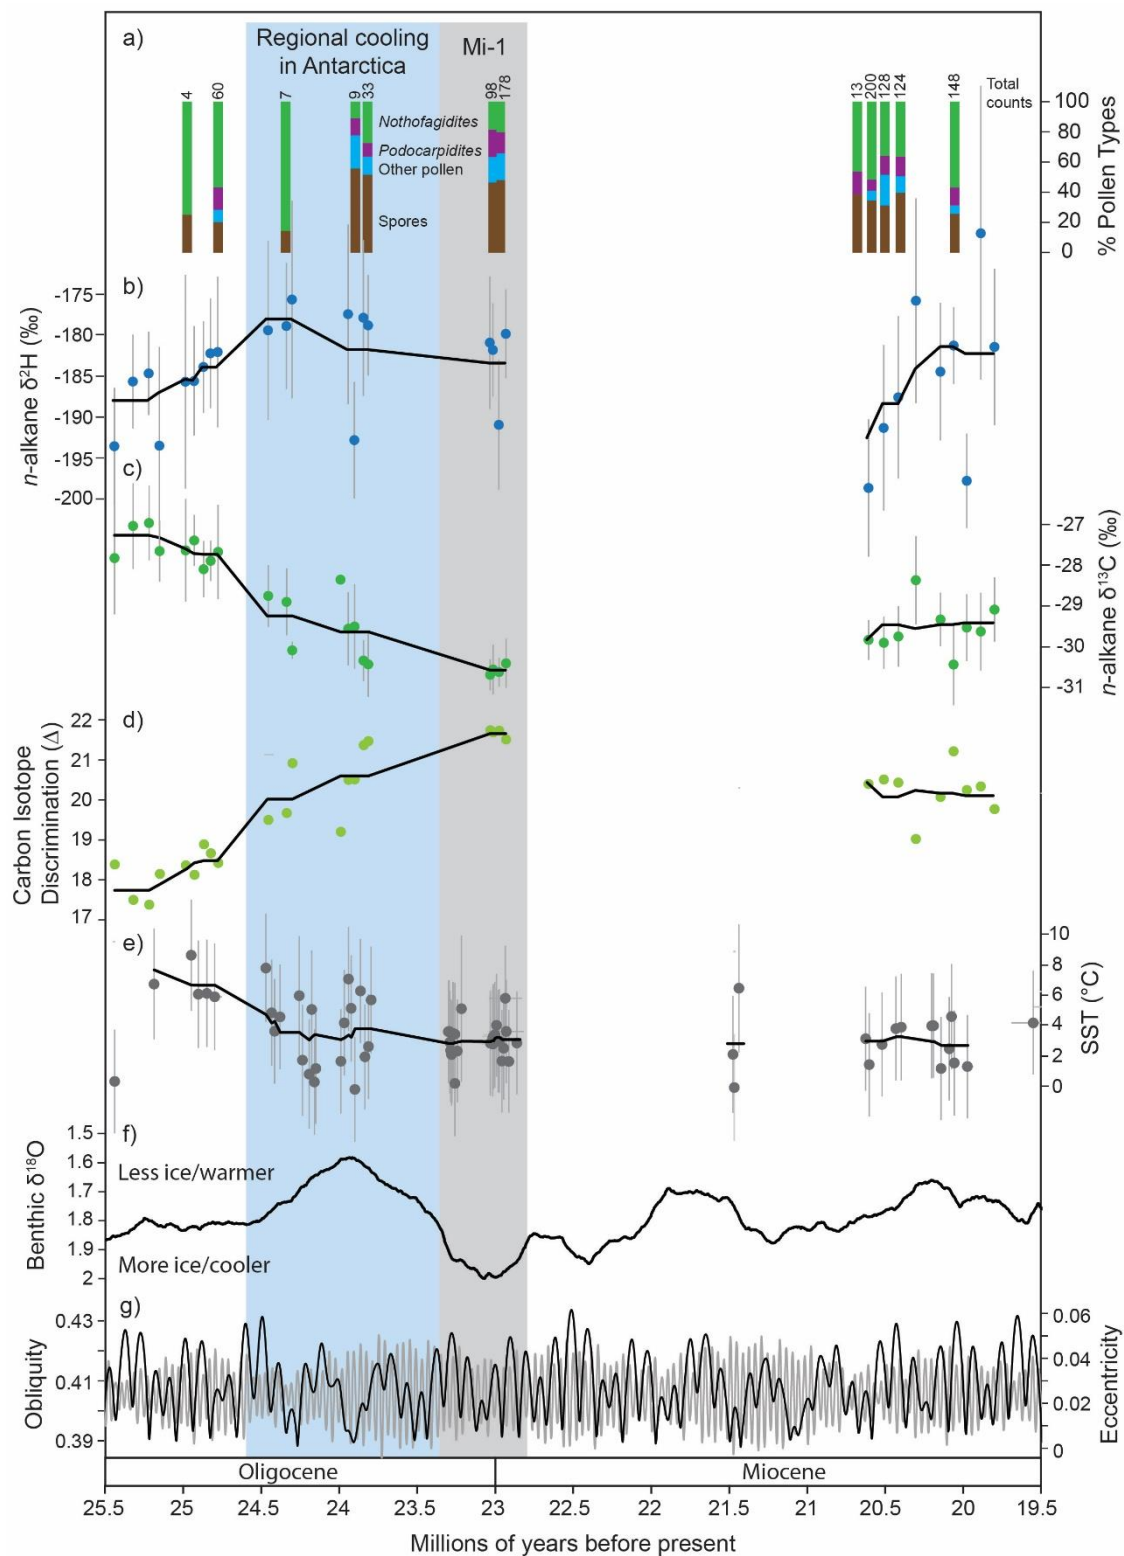 a)
Regional cooling
in Antarctica
Mi-1
4
60
7
9
33
98
178
13
200
128
124
148
Total
counts
Nothofagidites
Podocarpidites
Other pollen
Spores
100
80
60
40
20
0
% Pollen Types
b)
-175
-180
-185
-190
-195
-200
n-alkane δ²H (‰)
c)
-27
-28
-29
-30
-31
n-alkane δ¹³C (‰)
d)
22
21
20
19
18
17
Carbon Isotope
Discrimination (Δ)
e)
10
8
6
4
2
0
SST (°C)
f)
1.5
1.6
1.7
1.8
1.9
2
Benthic δ¹⁸O
Less ice/warmer
More ice/cooler
g)
0.43
0.41
0.39
Obliquity
0.06
0.04
0.02
0
Eccentricity
Oligocene
Miocene
25.5 25 24.5 24 23.5 23 22.5 22 21.5 21 20.5 20 19.5
Millions of years before present